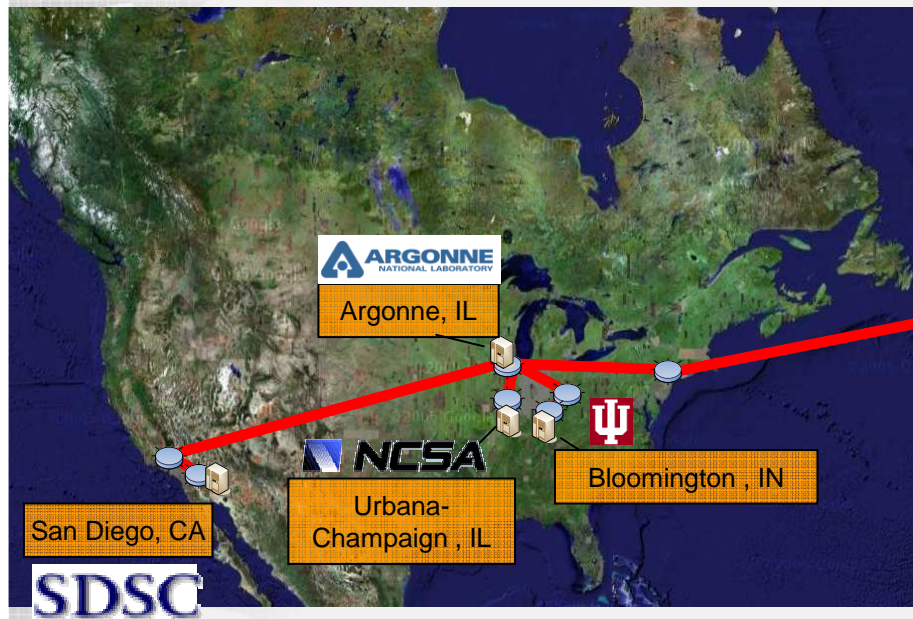 ARGONNE
NATIONAL LABORATORY
Argonne, IL
NCSA
Urbana-
Champaign , IL
Bloomington , IN
San Diego, CA
SDSC